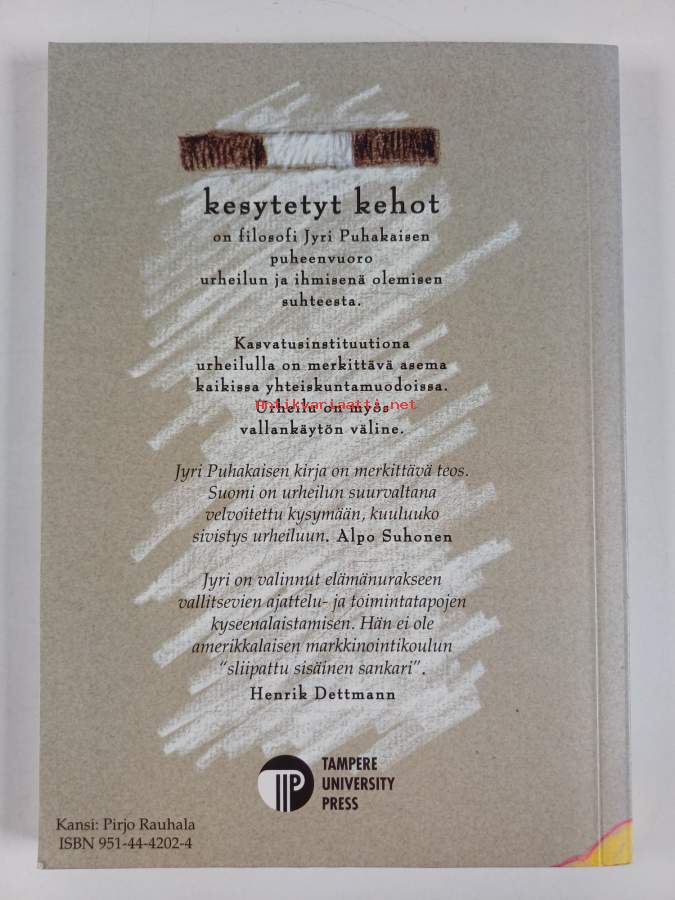 kesytetyt kehot
on filosofi Jyri Puhakaisen
puheenvuoro
urheilun ja ihmisenä olemisen
suhteesta.
Kasvatusinstituutiona
urheilulla on merkittävä asema
kaikissa yhteiskuntamuodoissa.
Urheilu on myös
antikvariaatti.net
vallankäytön väline.
Jyri Puhakaisen kirja on merkittävä teos.
Suomi on urheilun suurvaltana
velvoitettu kysymään, kuuluuko
sivistys urheiluun. Alpo Suhonen
Jyri on valinnut elämänurakseen
vallitsevien ajattelu- ja toimintatapojen
kyseenalaistamisen. Hän ei ole
amerikkalaisen markkinointikoulun
“sliipattu sisäinen sankari”.
Henrik Dettmann
TAMPERE
UNIVERSITY
PRESS
Kansi: Pirjo Rauhala
ISBN 951-44-4202-4